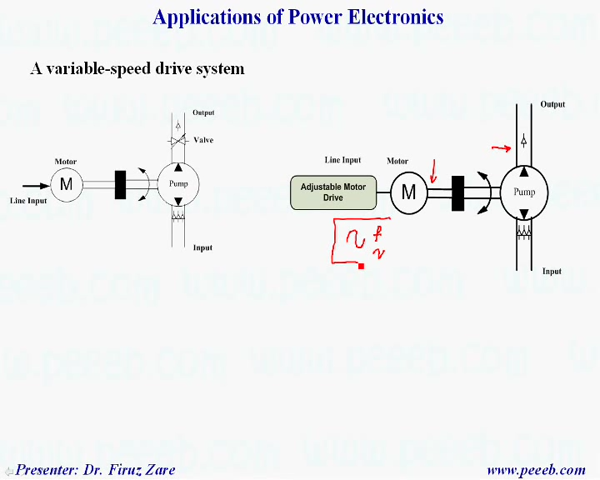 Applications of Power Electronics
A variable-speed drive system
Output
Valve
Motor
M
Line Input
Pump
Input
Output
Line Input
Motor
Adjustable Motor
Drive
M
Pump
f
v
Input
Presenter: Dr. Firuz Zare
www.peeeb.com